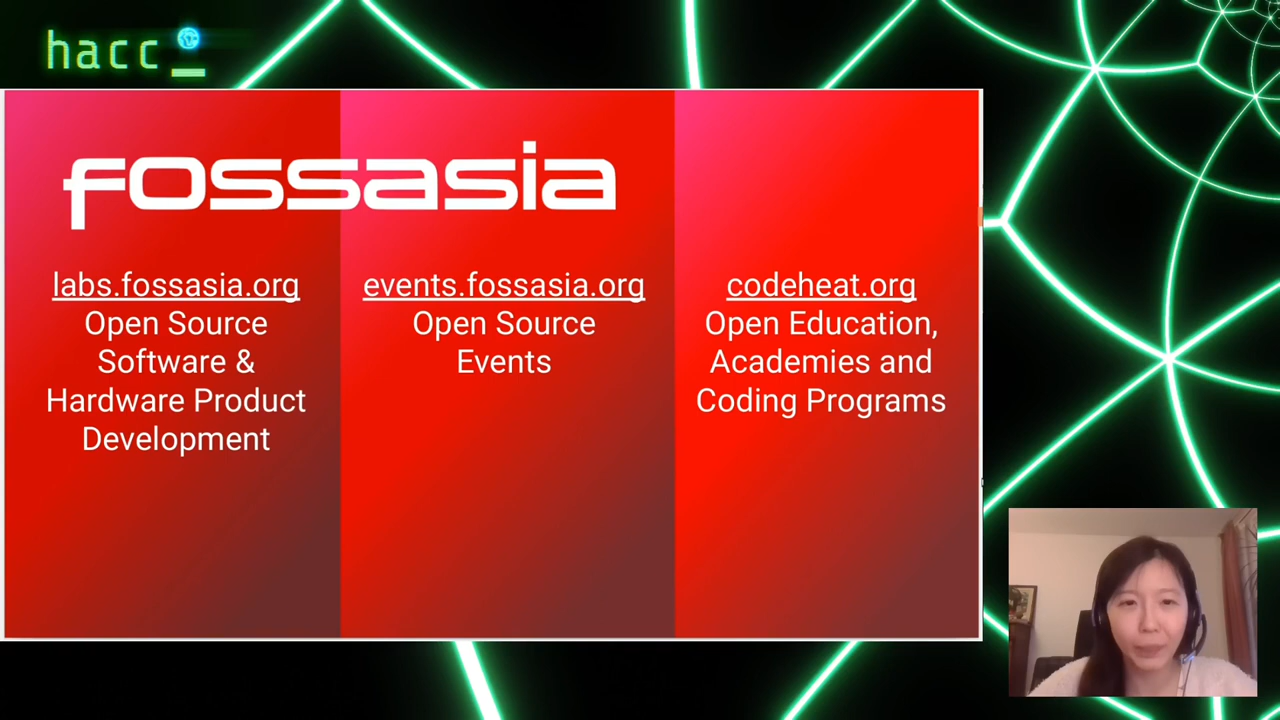 hacc
fossasia
labs.fossasia.org
Open Source
Software &
Hardware Product
Development
events.fossasia.org
Open Source
Events
codeheat.org
Open Education,
Academies and
Coding Programs